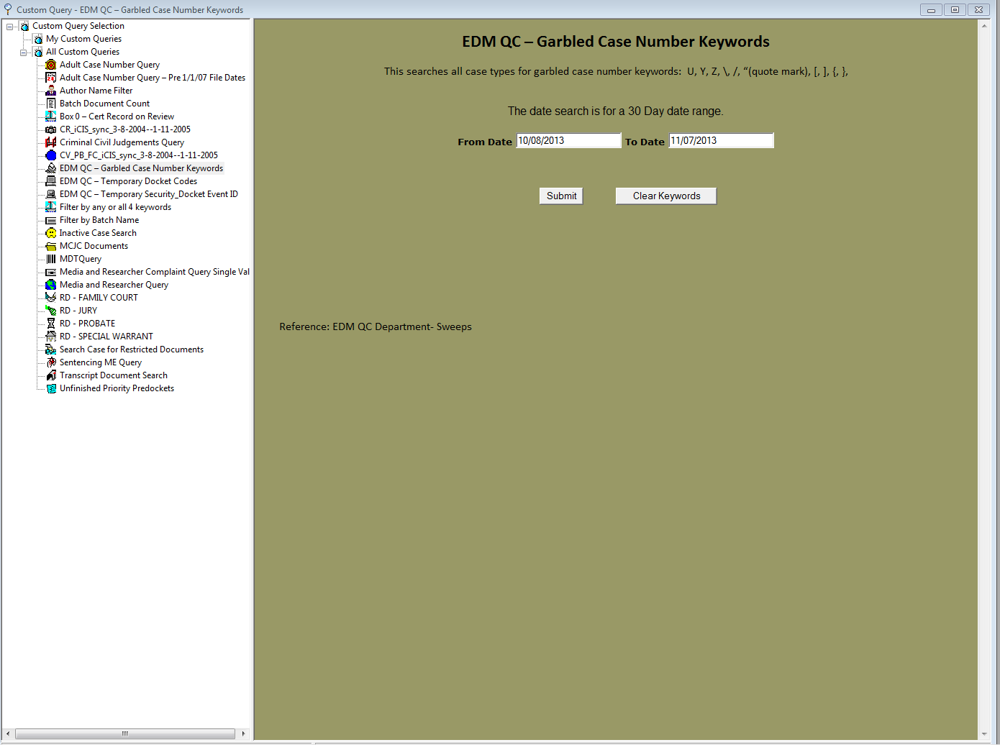 Custom Query - EDM QC – Garbled Case Number Keywords
Custom Query Selection
My Custom Queries
All Custom Queries
Adult Case Number Query
Adult Case Number Query – Pre 1/1/07 File Dates
Author Name Filter
Batch Document Count
Box 0 – Cert Record on Review
CR_iCIS_sync_3-8-2004--1-11-2005
Criminal Civil Judgements Query
CV_PB_FC_iCIS_sync_3-8-2004--1-11-2005
EDM QC – Garbled Case Number Keywords
EDM QC – Temporary Docket Codes
EDM QC – Temporary Security_Docket Event ID
Filter by any or all 4 keywords
Filter by Batch Name
Inactive Case Search
MCJC Documents
MDTQuery
Media and Researcher Complaint Query Single Val
Media and Researcher Query
RD - FAMILY COURT
RD - JURY
RD - PROBATE
RD - SPECIAL WARRANT
Search Case for Restricted Documents
Sentencing ME Query
Transcript Document Search
Unfinished Priority Predockets
EDM QC – Garbled Case Number Keywords
This searches all case types for garbled case number keywords:  U, Y, Z, \, /, “(quote mark), [, ], {, },
The date search is for a 30 Day date range.
From Date 10/08/2013 To Date 11/07/2013
Submit Clear Keywords
Reference: EDM QC Department- Sweeps